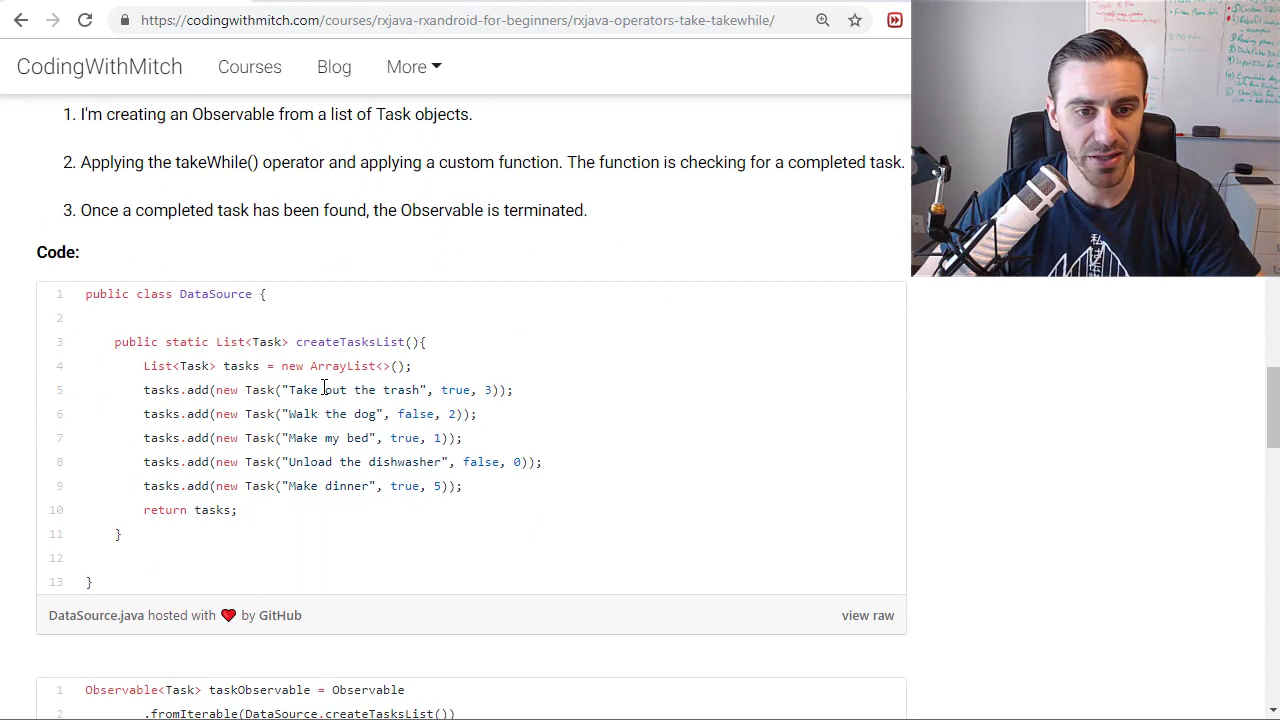 https://codingwithmitch.com/courses/rxjava-rxandroid-for-beginners/rxjava-operators-take-takewhile/
CodingWithMitch Courses Blog More
1. I'm creating an Observable from a list of Task objects.
2. Applying the takeWhile() operator and applying a custom function. The function is checking for a completed task.
3. Once a completed task has been found, the Observable is terminated.
Code:
1 public class DataSource {
2
3 public static List<Task> createTasksList(){
4 List<Task> tasks = new ArrayList<>();
5 tasks.add(new Task("Take out the trash", true, 3));
6 tasks.add(new Task("Walk the dog", false, 2));
7 tasks.add(new Task("Make my bed", true, 1));
8 tasks.add(new Task("Unload the dishwasher", false, 0));
9 tasks.add(new Task("Make dinner", true, 5));
10 return tasks;
11 }
12
13 }
DataSource.java hosted with ❤ by GitHub view raw
1 Observable<Task> taskObservable = Observable
2 .fromIterable(DataSource.createTasksList())